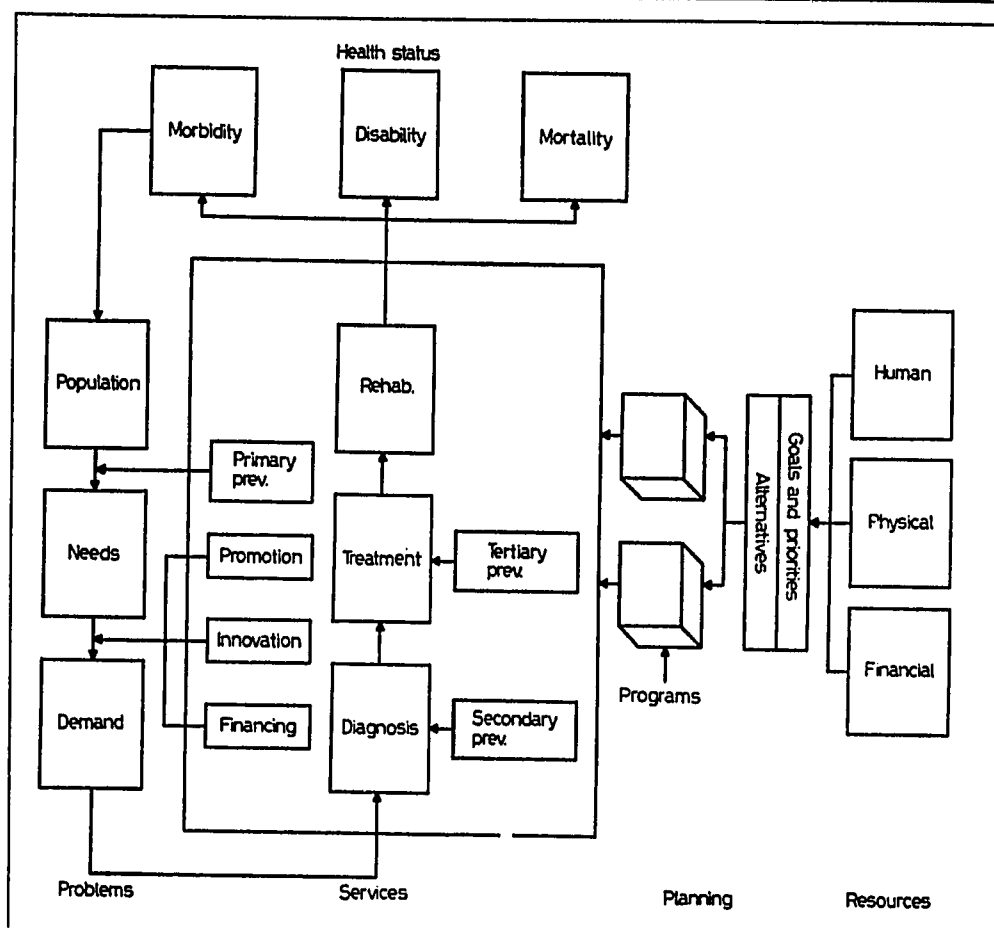 Health status
Morbidity
Disability
Mortality
Population
Rehab.
Human
Primary
prev.
Goals and priorities
Alternatives
Needs
Promotion
Treatment
Tertiary
prev.
Physical
Innovation
Demand
Financing
Diagnosis
Secondary
prev.
Programs
Financial
Problems
Services
Planning
Resources